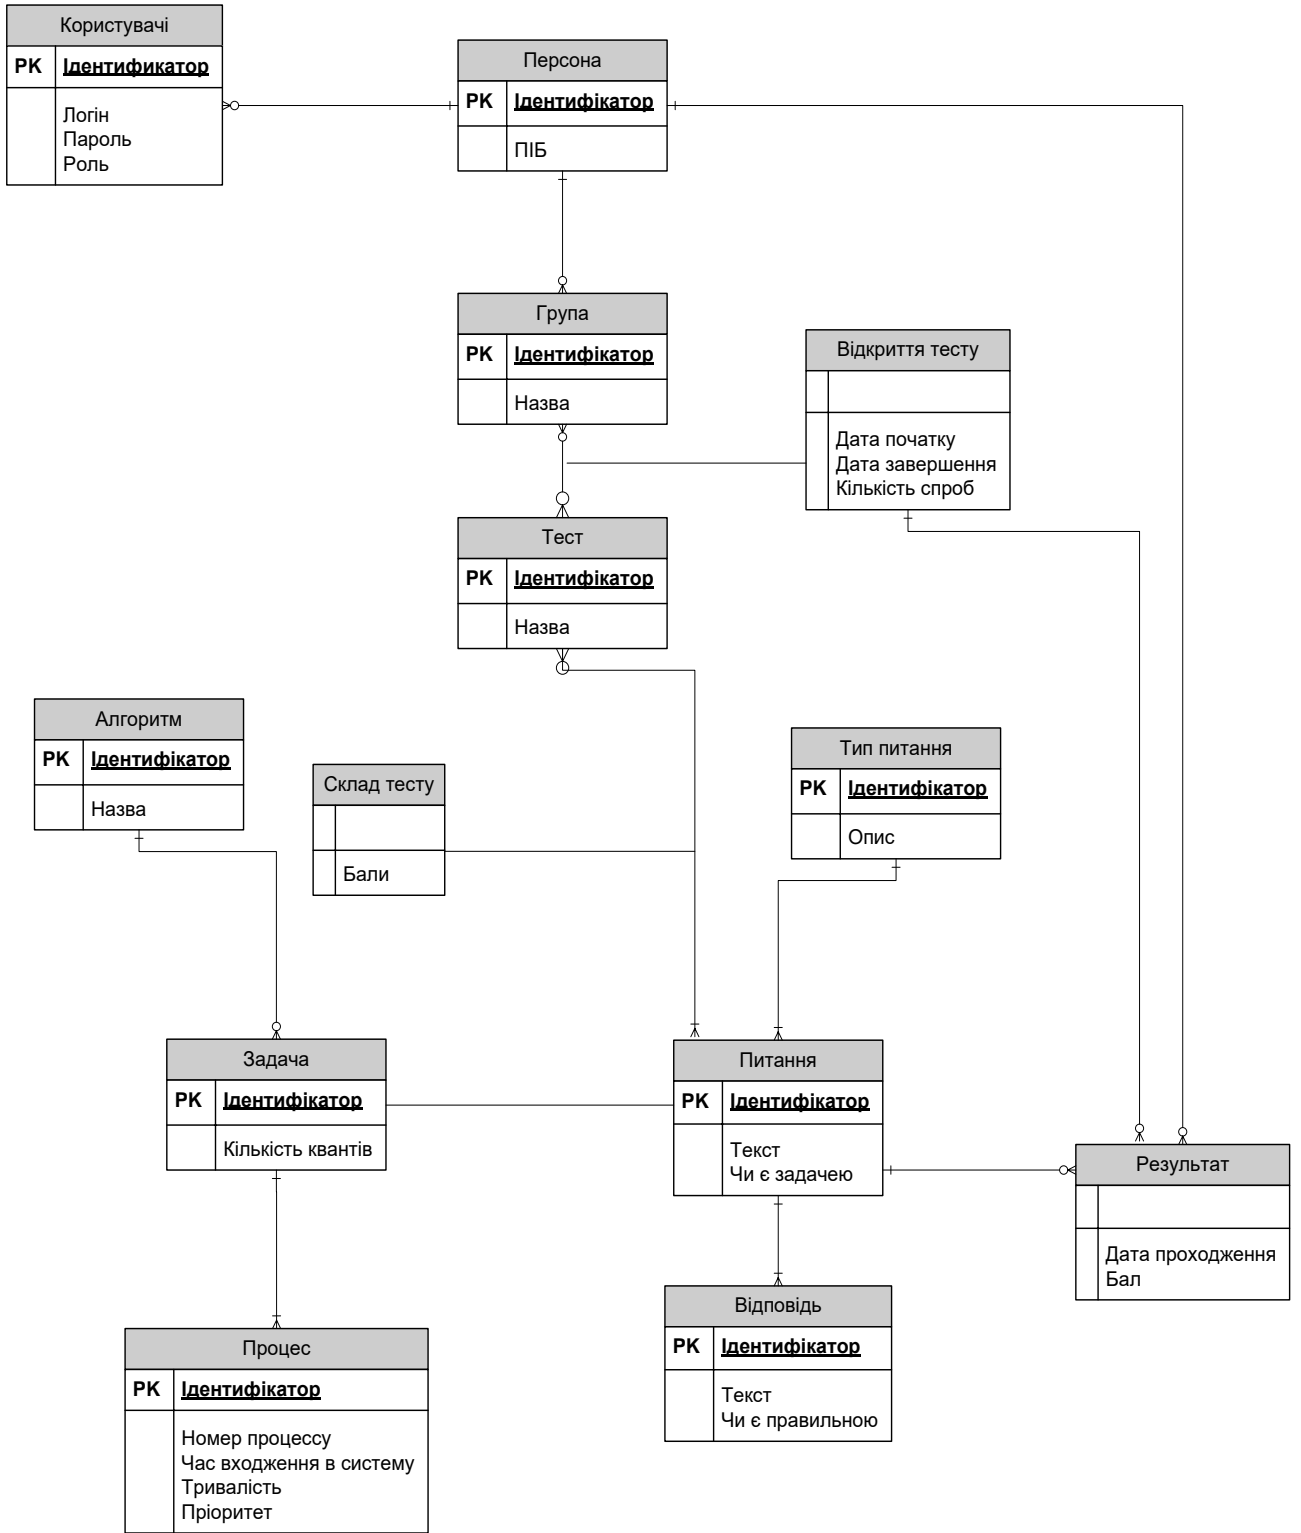 Користувачі
PK Ідентификатор
Логін
Пароль
Роль
Персона
PK Ідентифікатор
ПІБ
Група
PK Ідентифікатор
Назва
Відкриття тесту
Дата початку
Дата завершення
Кількість спроб
Тест
PK Ідентифікатор
Назва
Алгоритм
PK Ідентифікатор
Назва
Склад тесту
Бали
Тип питання
PK Ідентифікатор
Опис
Задача
PK Ідентифікатор
Кількість квантів
Питання
PK Ідентифікатор
Текст
Чи є задачею
Результат
Дата проходження
Бал
Відповідь
PK Ідентифікатор
Текст
Чи є правильною
Процес
PK Ідентифікатор
Номер процессу
Час входження в систему
Тривалість
Пріоритет